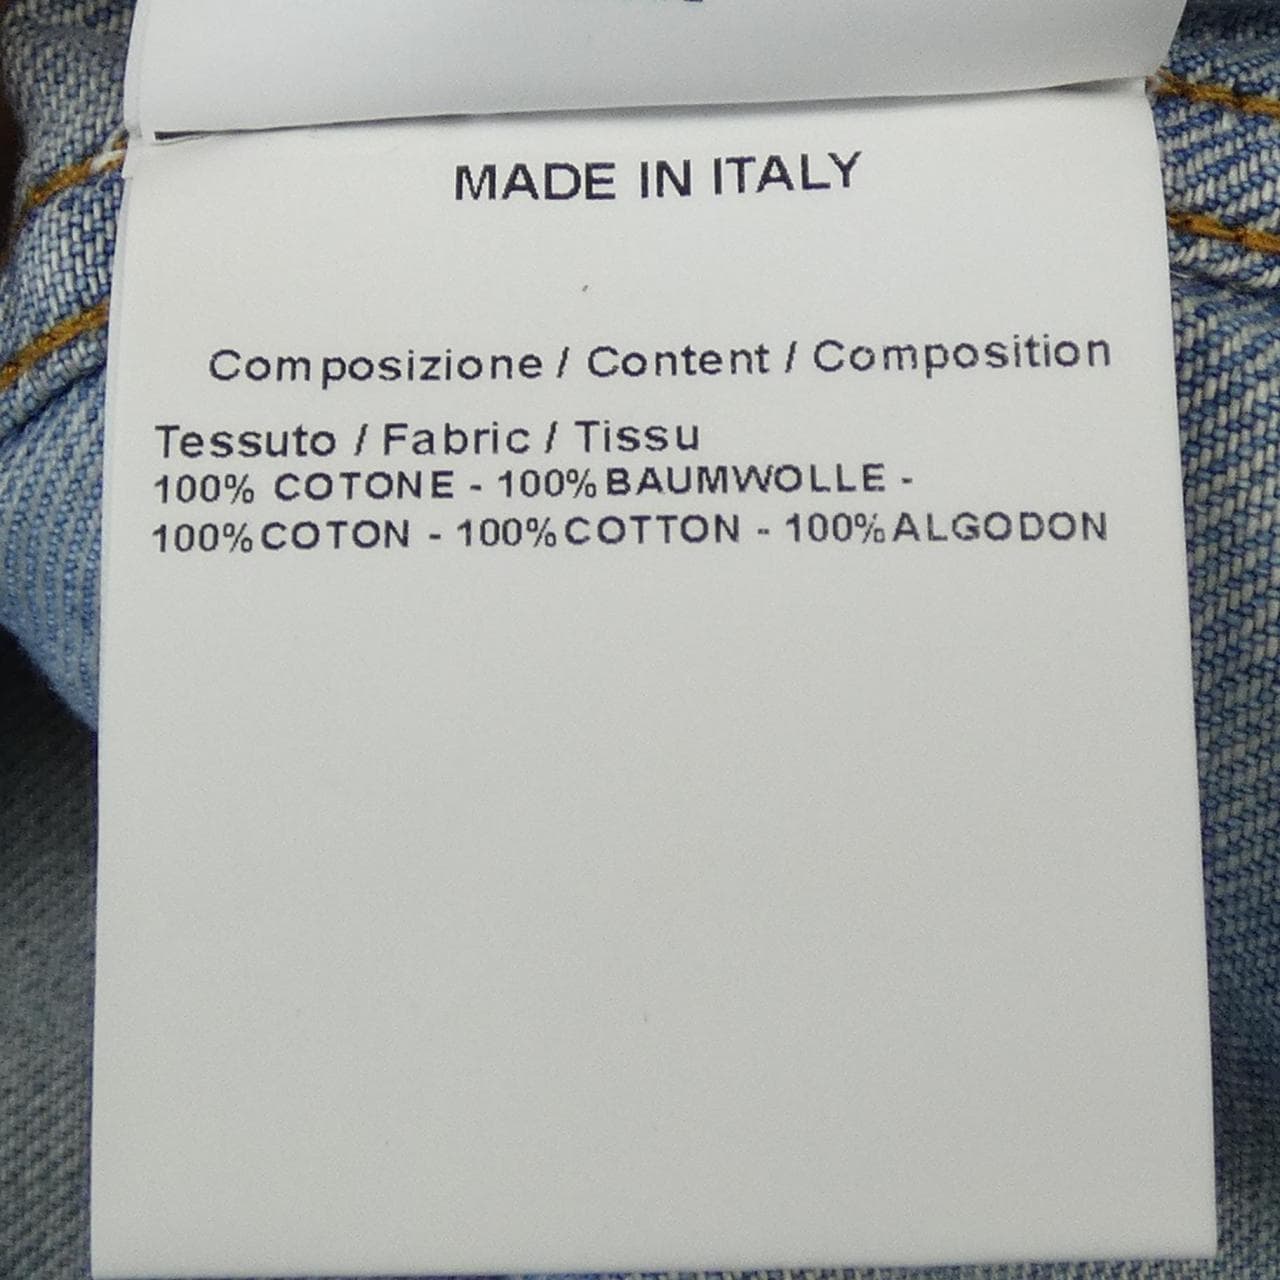 MADE IN ITALY
Composizione / Content / Composition
Tessuto / Fabric / Tissu
100% COTONE - 100% BAUMWOLLE -
100% COTON - 100% COTTON - 100% ALGODON